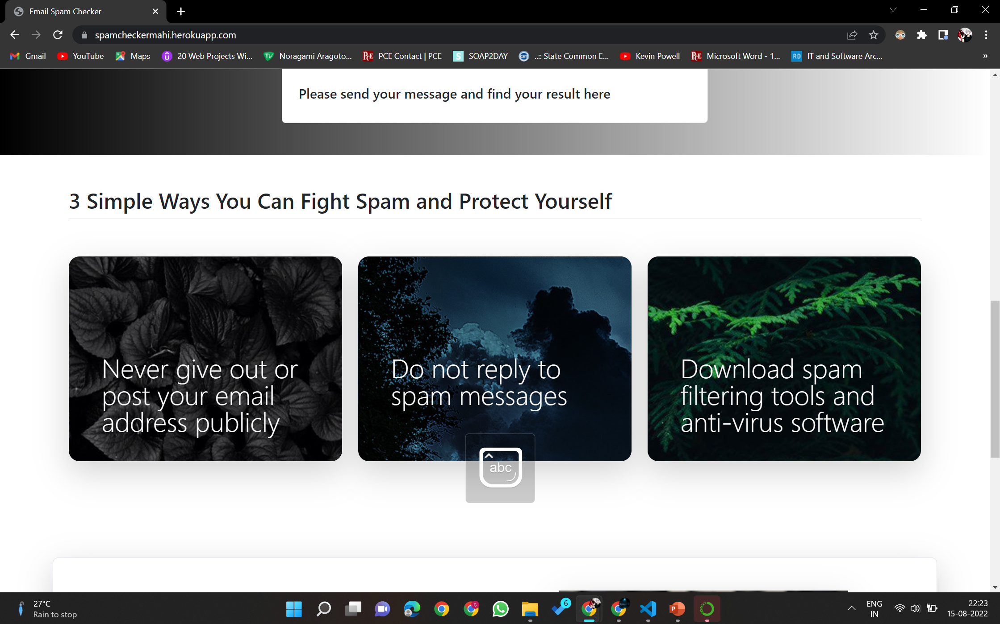 Email Spam Checker
spamcheckermahi.herokuapp.com
Gmail
YouTube
Maps
20 Web Projects Wi...
Noragami Aragoto...
PCE Contact | PCE
SOAP2DAY
..:: State Common E...
Kevin Powell
Microsoft Word - 1...
RD
IT and Software Arc...
»
Please send your message and find your result here
3 Simple Ways You Can Fight Spam and Protect Yourself
Never give out or
post your email
address publicly
Do not reply to
spam messages
Download spam
filtering tools and
anti-virus software
abc
27°C
Rain to stop
G
6
P
ENG
IN
22:23
15-08-2022